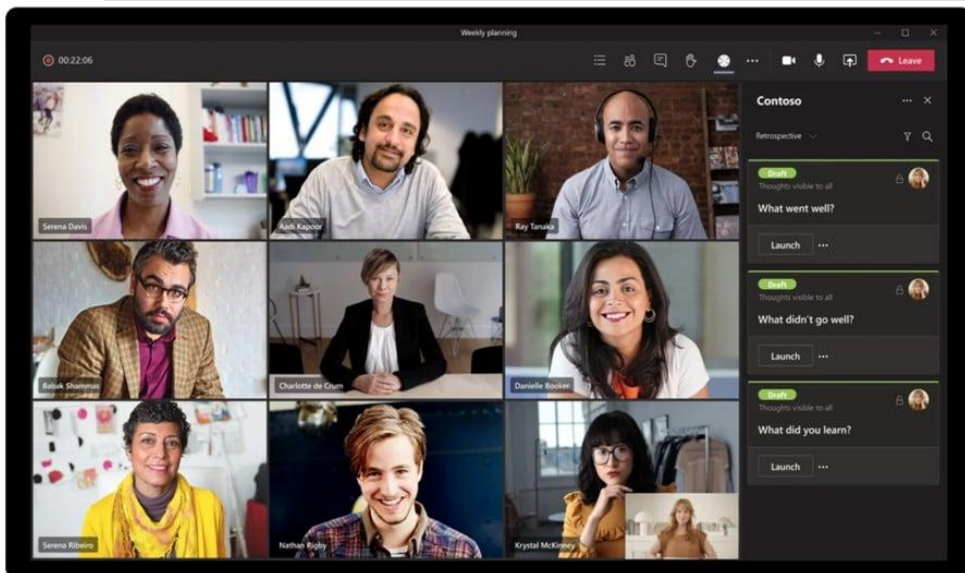 Weekly planning
00:22:06
Leave
Serena Davis
Aadi Kapoor
Ray Tanaka
Babak Shammas
Charlotte de Crum
Danielle Booker
Serena Ribeiro
Nathan Rigby
Krystal McKinney
Contoso
Retrospective
Draft
Thoughts visible to all
What went well?
Launch
Draft
Thoughts visible to all
What didn't go well?
Launch
Draft
Thoughts visible to all
What did you learn?
Launch